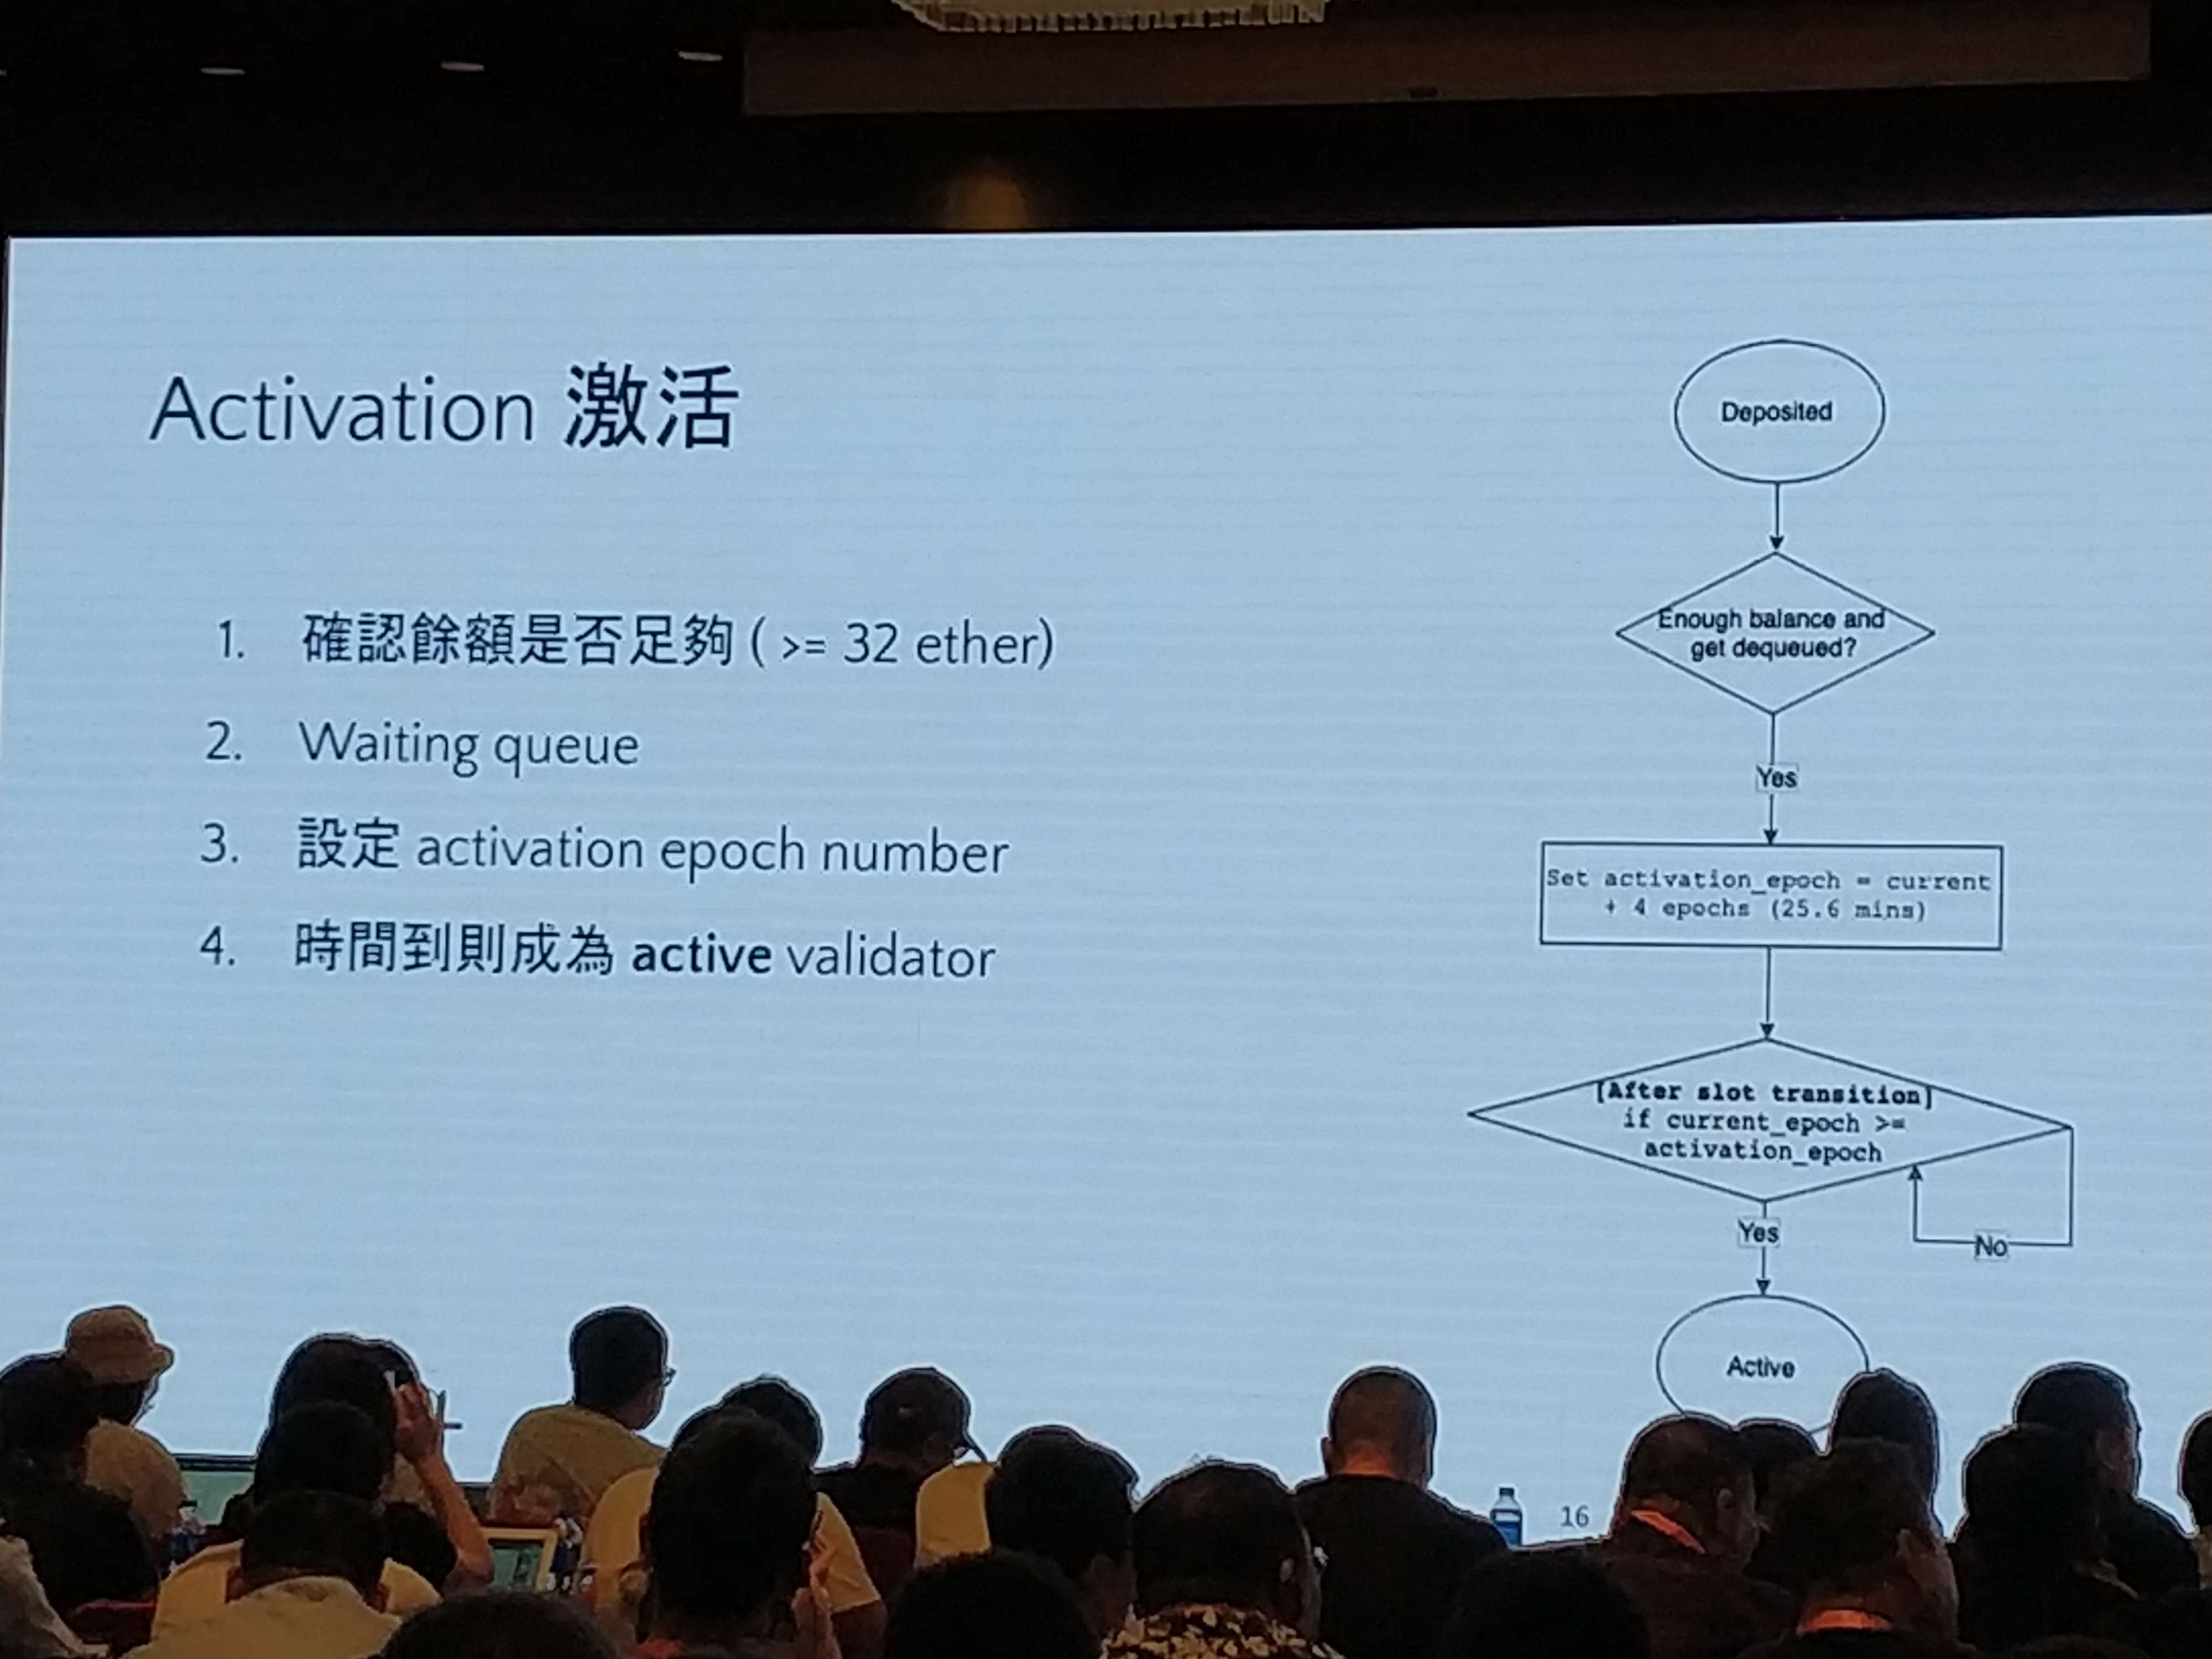 Activation 激活
1. 確認餘額是否足夠 ( >= 32 ether)
2. Waiting queue
3. 設定 activation epoch number
4. 時間到則成為 active validator
Deposited
Enough balance and
get dequeued?
Yes
Set activation_epoch = current
+ 4 epochs (25.6 mins)
[After slot transition]
if current_epoch >=
activation_epoch
Yes
No
Active
16